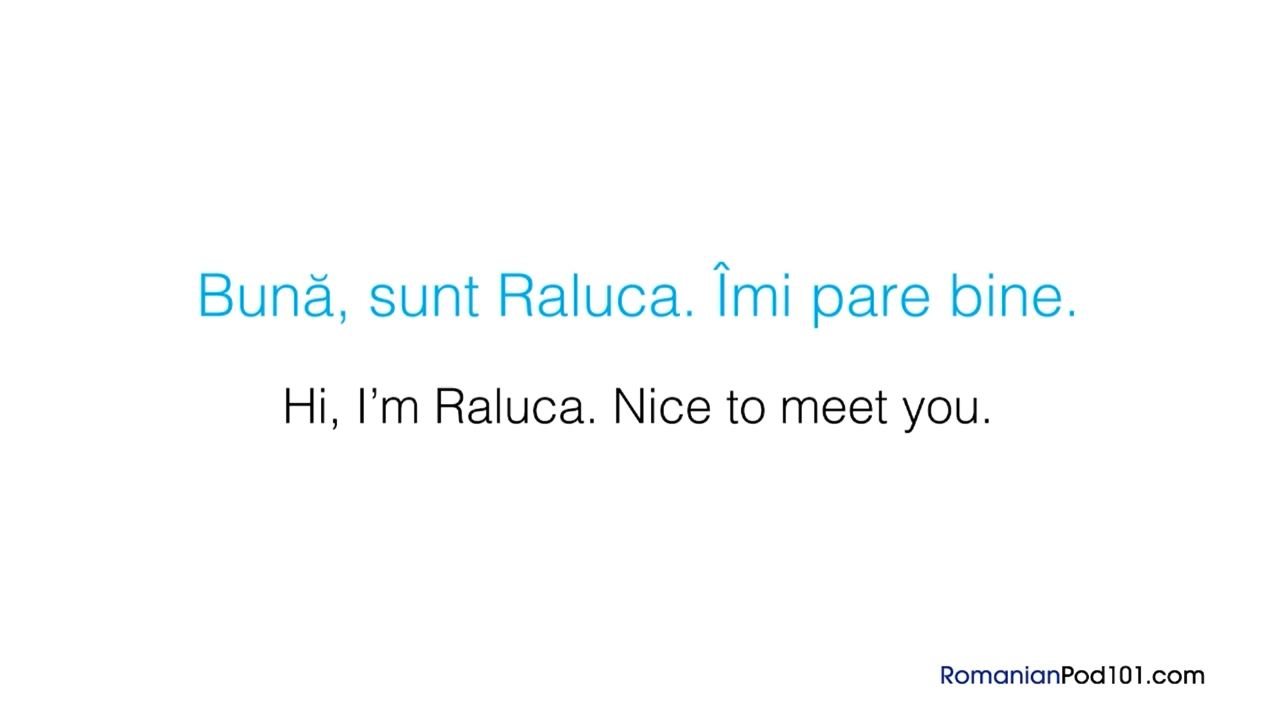 Bună, sunt Raluca. Îmi pare bine.
Hi, I’m Raluca. Nice to meet you.
RomanianPod101.com